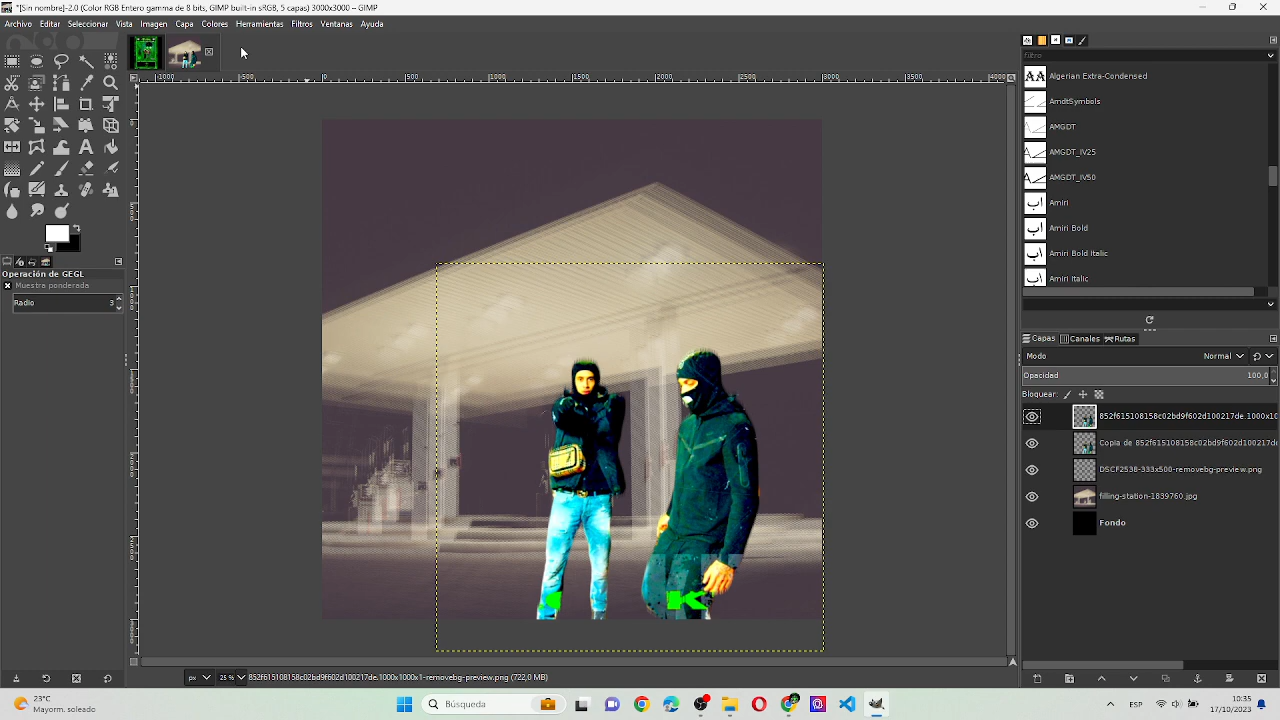 *[Sin nombre]-2.0 (Color RGB Entero gamma de 8 bits, GIMP built-in sRGB, 5 capas) 3000x3000 – GIMP
Archivo Editar Seleccionar Vista Imagen Capa Colores Herramientas Filtros Ventanas Ayuda
filtro
Algerian Extra-Condensed
AmdtSymbols
AMGDT
AMGDT_IV25
AMGDT_IV50
Amiri
Amiri Bold
Amiri Bold Italic
Amiri Italic
Operación de GEGL
Muestra ponderada
Radio 3
Capas Canales Rutas
Modo Normal
Opacidad 100,0
Bloquear:
852f615108158c02bd9f602d100217de.1000x10
Copia de 852f615108158c02bd9f602d100217de
DSCF2538-333x500-removebg-preview.png
filling-station-1839760.jpg
Fondo
K
px 25% 852f615108158c02bd9f602d100217de.1000x1000x1-removebg-preview.png (722,0 MB)
23°C
Mayorm. soleado
Búsqueda
ESP
10:35
17/10/2023